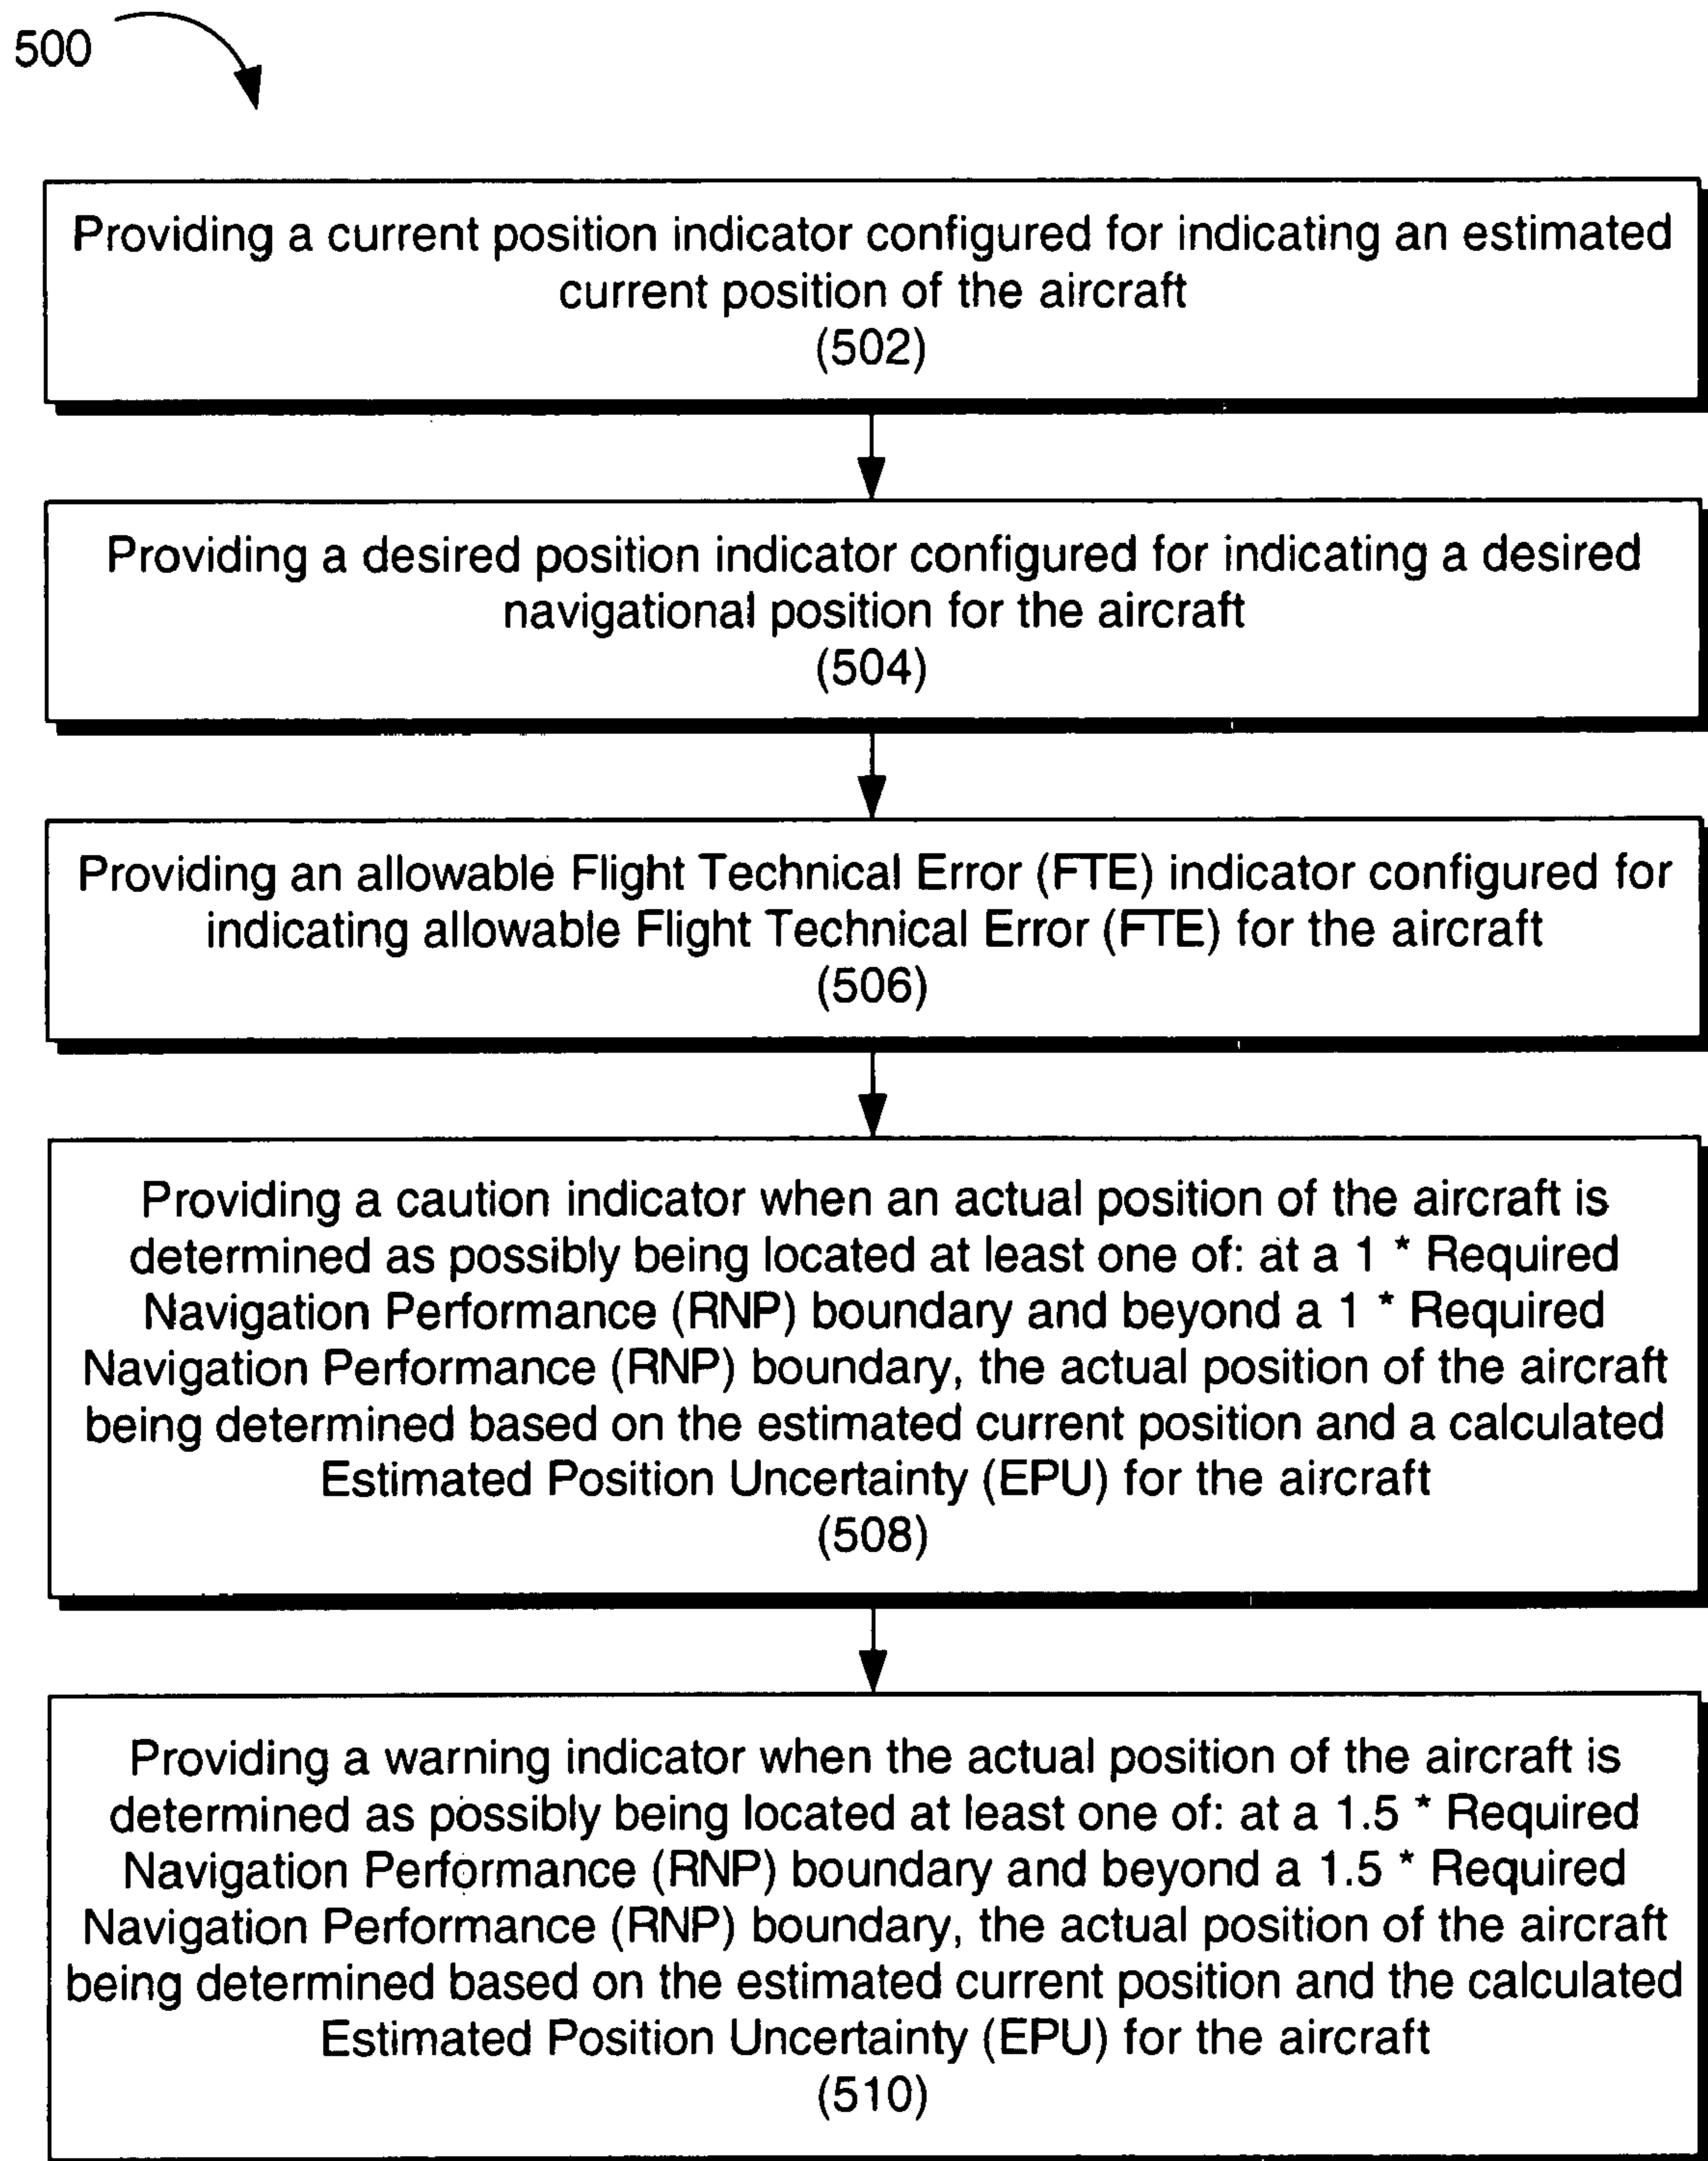 500
Providing a current position indicator configured for indicating an estimated
current position of the aircraft
(502)
Providing a desired position indicator configured for indicating a desired
navigational position for the aircraft
(504)
Providing an allowable Flight Technical Error (FTE) indicator configured for
indicating allowable Flight Technical Error (FTE) for the aircraft
(506)
Providing a caution indicator when an actual position of the aircraft is
determined as possibly being located at least one of: at a 1 * Required
Navigation Performance (RNP) boundary and beyond a 1 * Required
Navigation Performance (RNP) boundary, the actual position of the aircraft
being determined based on the estimated current position and a calculated
Estimated Position Uncertainty (EPU) for the aircraft
(508)
Providing a warning indicator when the actual position of the aircraft is
determined as possibly being located at least one of: at a 1.5 * Required
Navigation Performance (RNP) boundary and beyond a 1.5 * Required
Navigation Performance (RNP) boundary, the actual position of the aircraft
being determined based on the estimated current position and the calculated
Estimated Position Uncertainty (EPU) for the aircraft
(510)